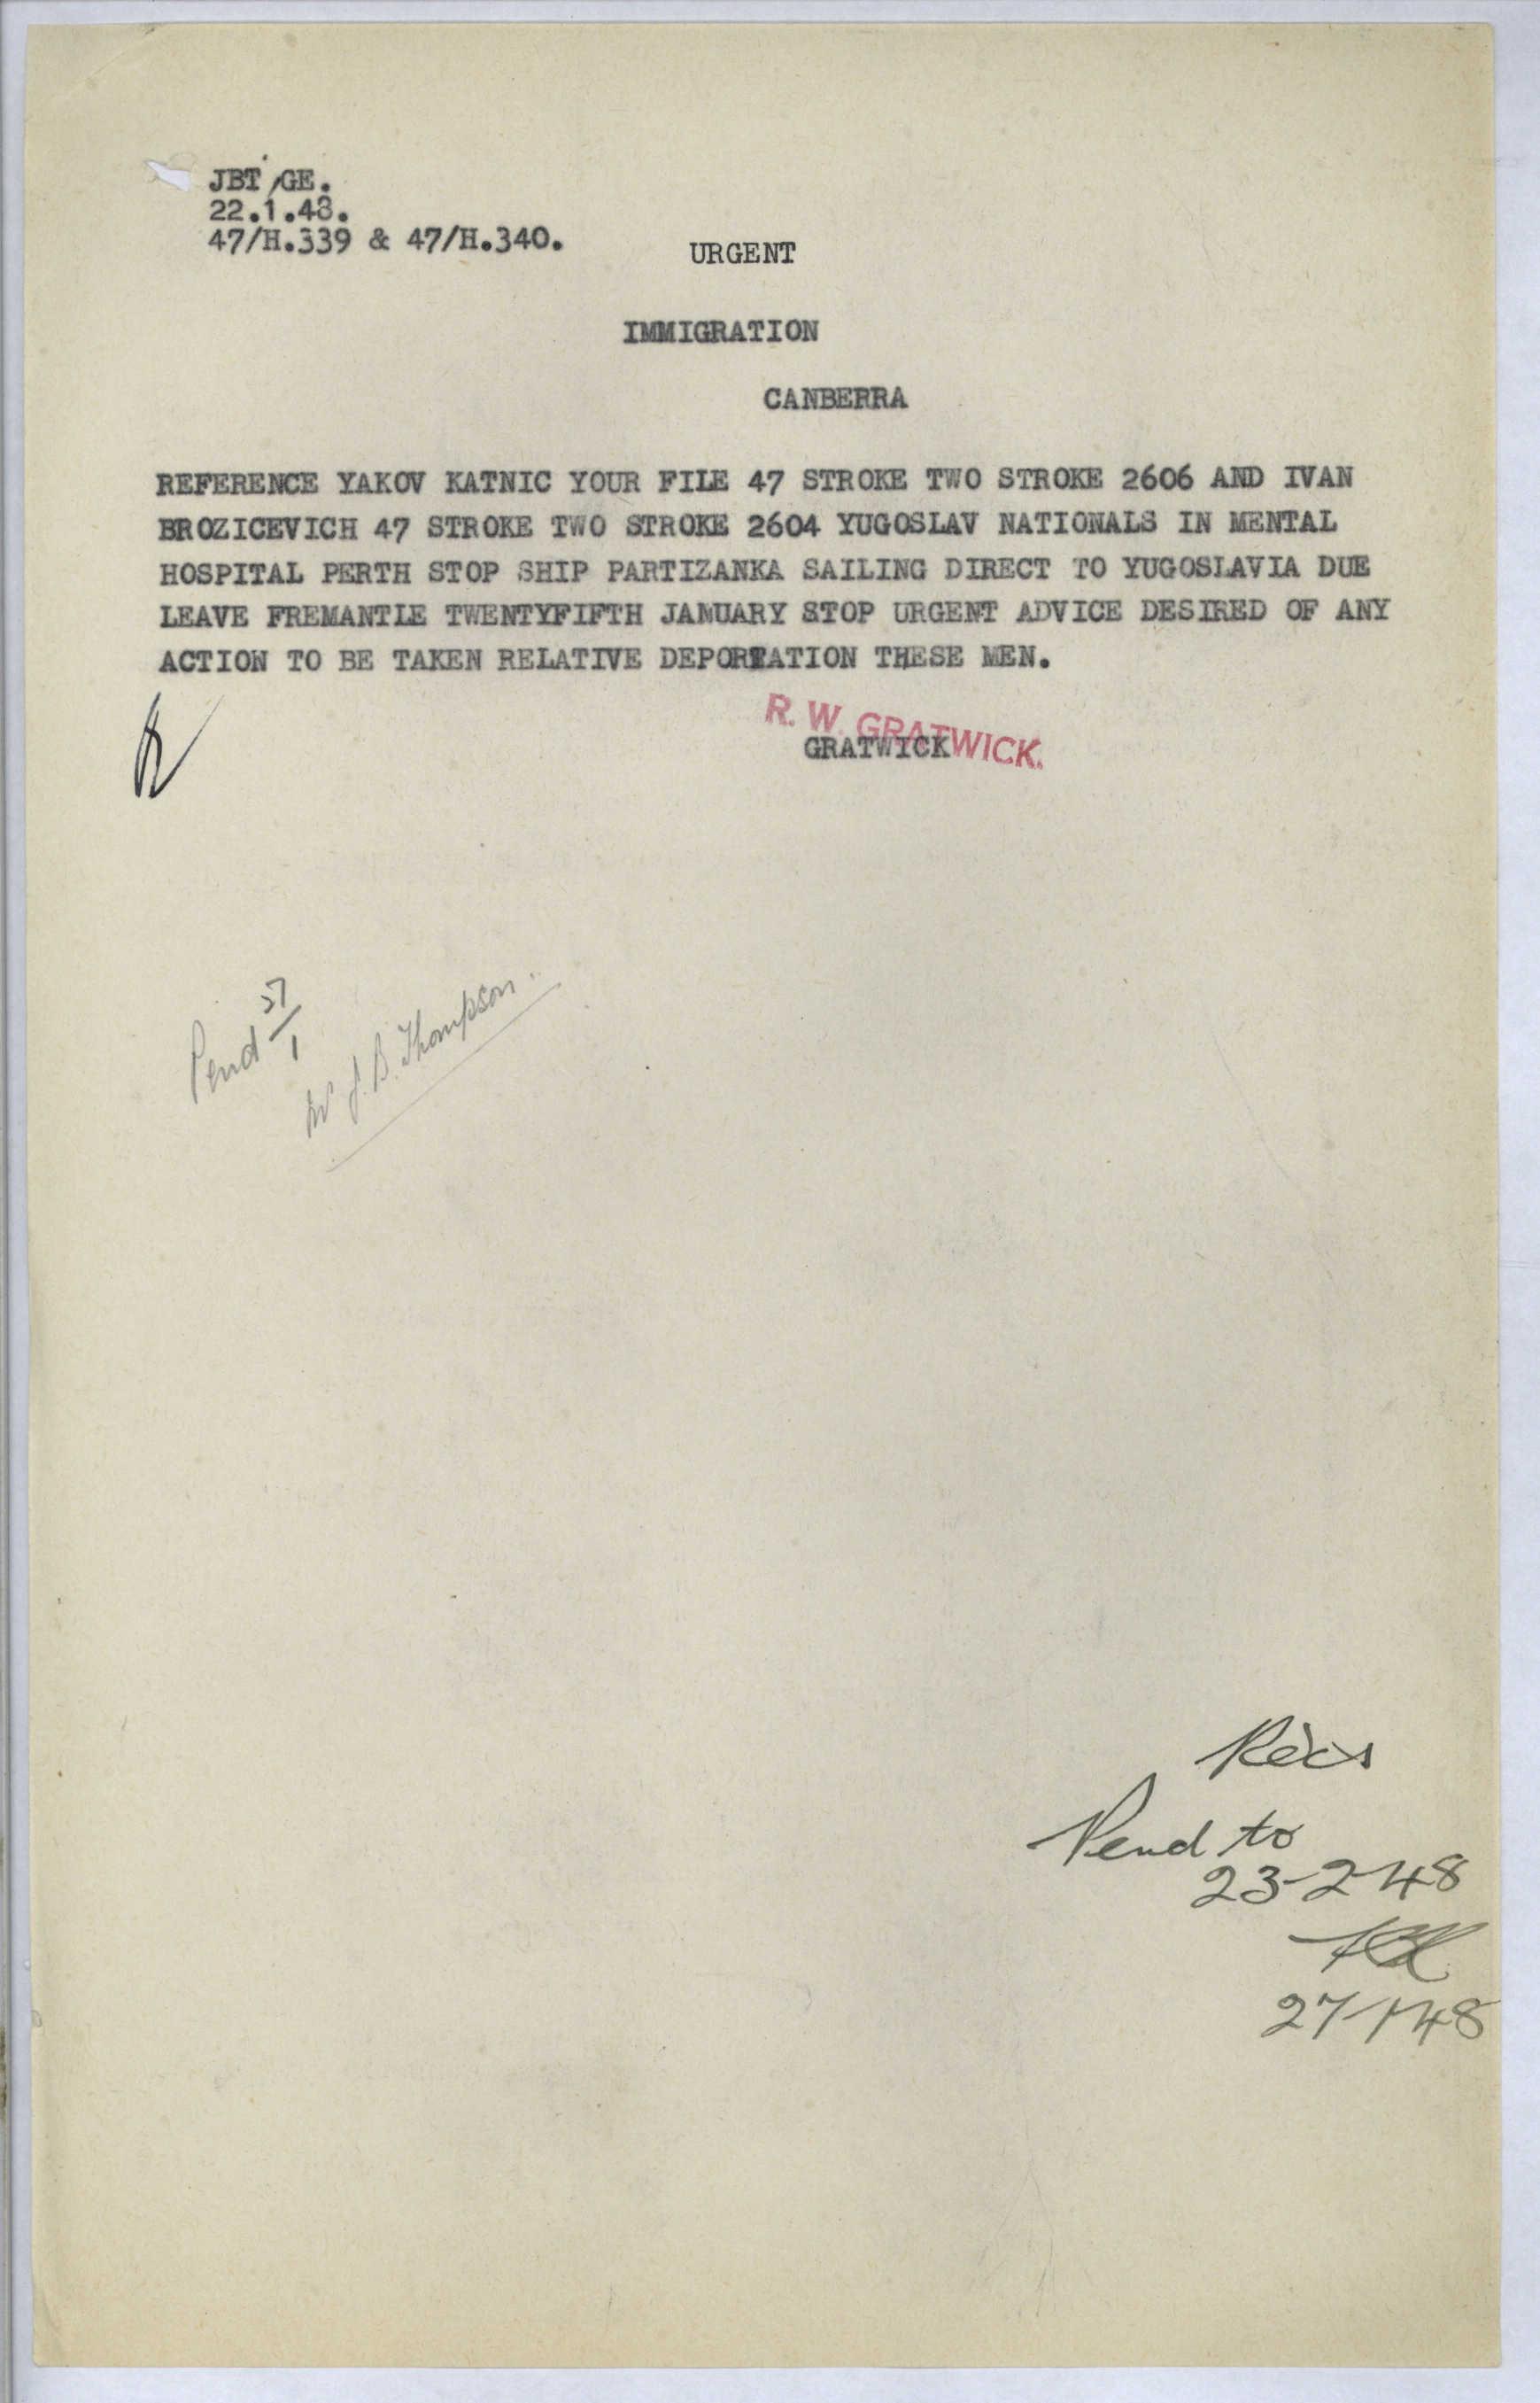 JBT/GE.
22.1.48.
47/H.339 & 47/H.340.
URGENT
IMMIGRATION
CANBERRA
REFERENCE YAKOV KATNIC YOUR FILE 47 STROKE TWO STROKE 2606 AND IVAN
BROZICEVICH 47 STROKE TWO STROKE 2604 YUGOSLAV NATIONALS IN MENTAL
HOSPITAL PERTH STOP SHIP PARTIZANKA SAILING DIRECT TO YUGOSLAVIA DUE
LEAVE FREMANTLE TWENTYFIFTH JANUARY STOP URGENT ADVICE DESIRED OF ANY
ACTION TO BE TAKEN RELATIVE DEPORTATION THESE MEN.
R. W. GRATWICK.
GRATWICK
Pend 27/1
Mr J. B. Thompson.
Recs
Pend to
23-2-48
27-1-48